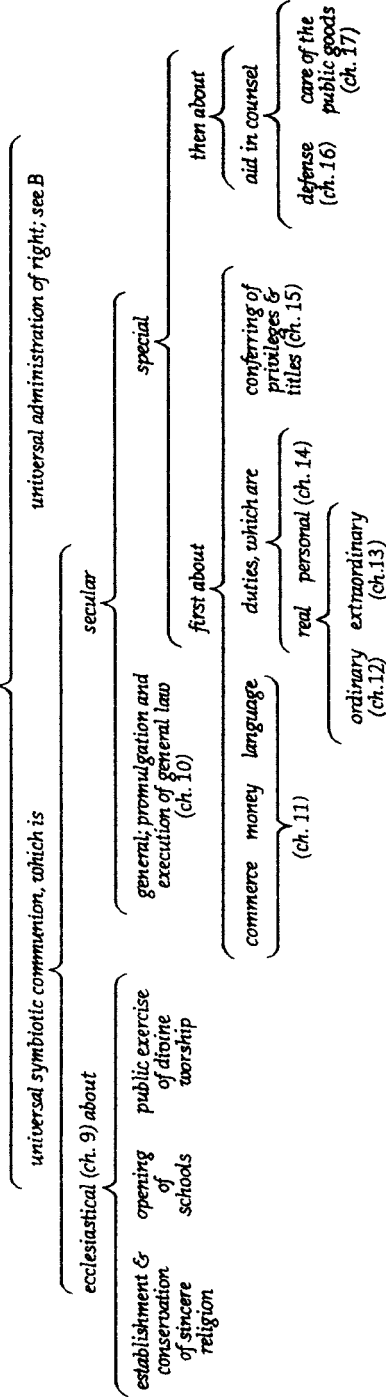 universal symbiotic communion, which is
universal administration of right; see B
ecclesiastical (ch. 9) about
secular
establishment &
conservation
of sincere
religion
opening
of
schools
public exercise
of divine
worship
general; promulgation and
execution of general law
(ch. 10)
special
first about
then about
commerce money language
(ch. 11)
duties, which are
conferring of
privileges &
titles (ch. 15)
aid in counsel
real personal (ch. 14)
defense
(ch. 16)
care of the
public goods
(ch. 17)
ordinary
(ch. 12)
extraordinary
(ch.13)